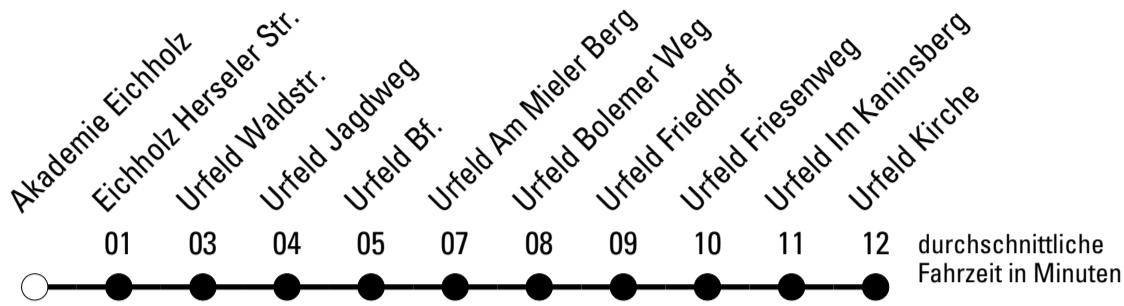 Akademie Eichholz
Eichholz Herseler Str.
Urfeld Waldstr.
Urfeld Jagdweg
Urfeld Bf.
Urfeld Am Mieler Berg
Urfeld Bolemer Weg
Urfeld Friedhof
Urfeld Friesenweg
Urfeld Im Kaninsberg
Urfeld Kirche
01 03 04 05 07 08 09 10 11 12
durchschnittliche
Fahrzeit in Minuten